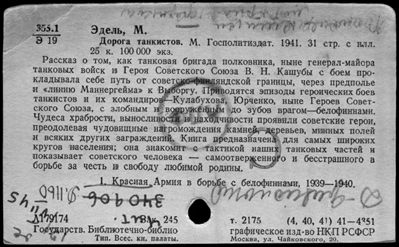 355.1
Э 19
Эдель, М.
Дорога танкистов. М. Госполитиздат. 1941. 31 стр. с илл.
25 к. 100000 экз.
Рассказ о том, как танковая бригада полковника, ныне генерал-майора
танковых войск и Героя Советского Союза В. Н. Кашубы с боем про-
кладывала себе путь от советско-финляндской границы, через предполье
и «линию Маннергейма» к Выборгу. Приводятся эпизоды героических боев
танкистов и их командиров—Кулабухова, Юрченко, ныне Героев Совет-
ского Союза, с злобным и вооруженным до зубов врагом—белофиннами.
Чудеса храбрости, выносливости и проявили советские герои,
преодолевая чудовищные нагромождения камней, деревьев, минных полей
и всяких других заграждений. Книга предназначена для самых широких
кругов населения; она знакомит с тактикой наших танковых частей и
показывает советского человека — самоотверженного и бесстрашного в
борьбе за честь и свободу любимой родины.
1. Красная Армия в борьбе с белофиннами, 1939—1940.
340906
Л179174 245 т. 2175 (4, 40, 41) 41—4351
Государств. Библиотечно-библио графическое изд-во НКП РСФСР
Тип. Всес. кн. палаты. Москва, ул. Чайковского, 20.